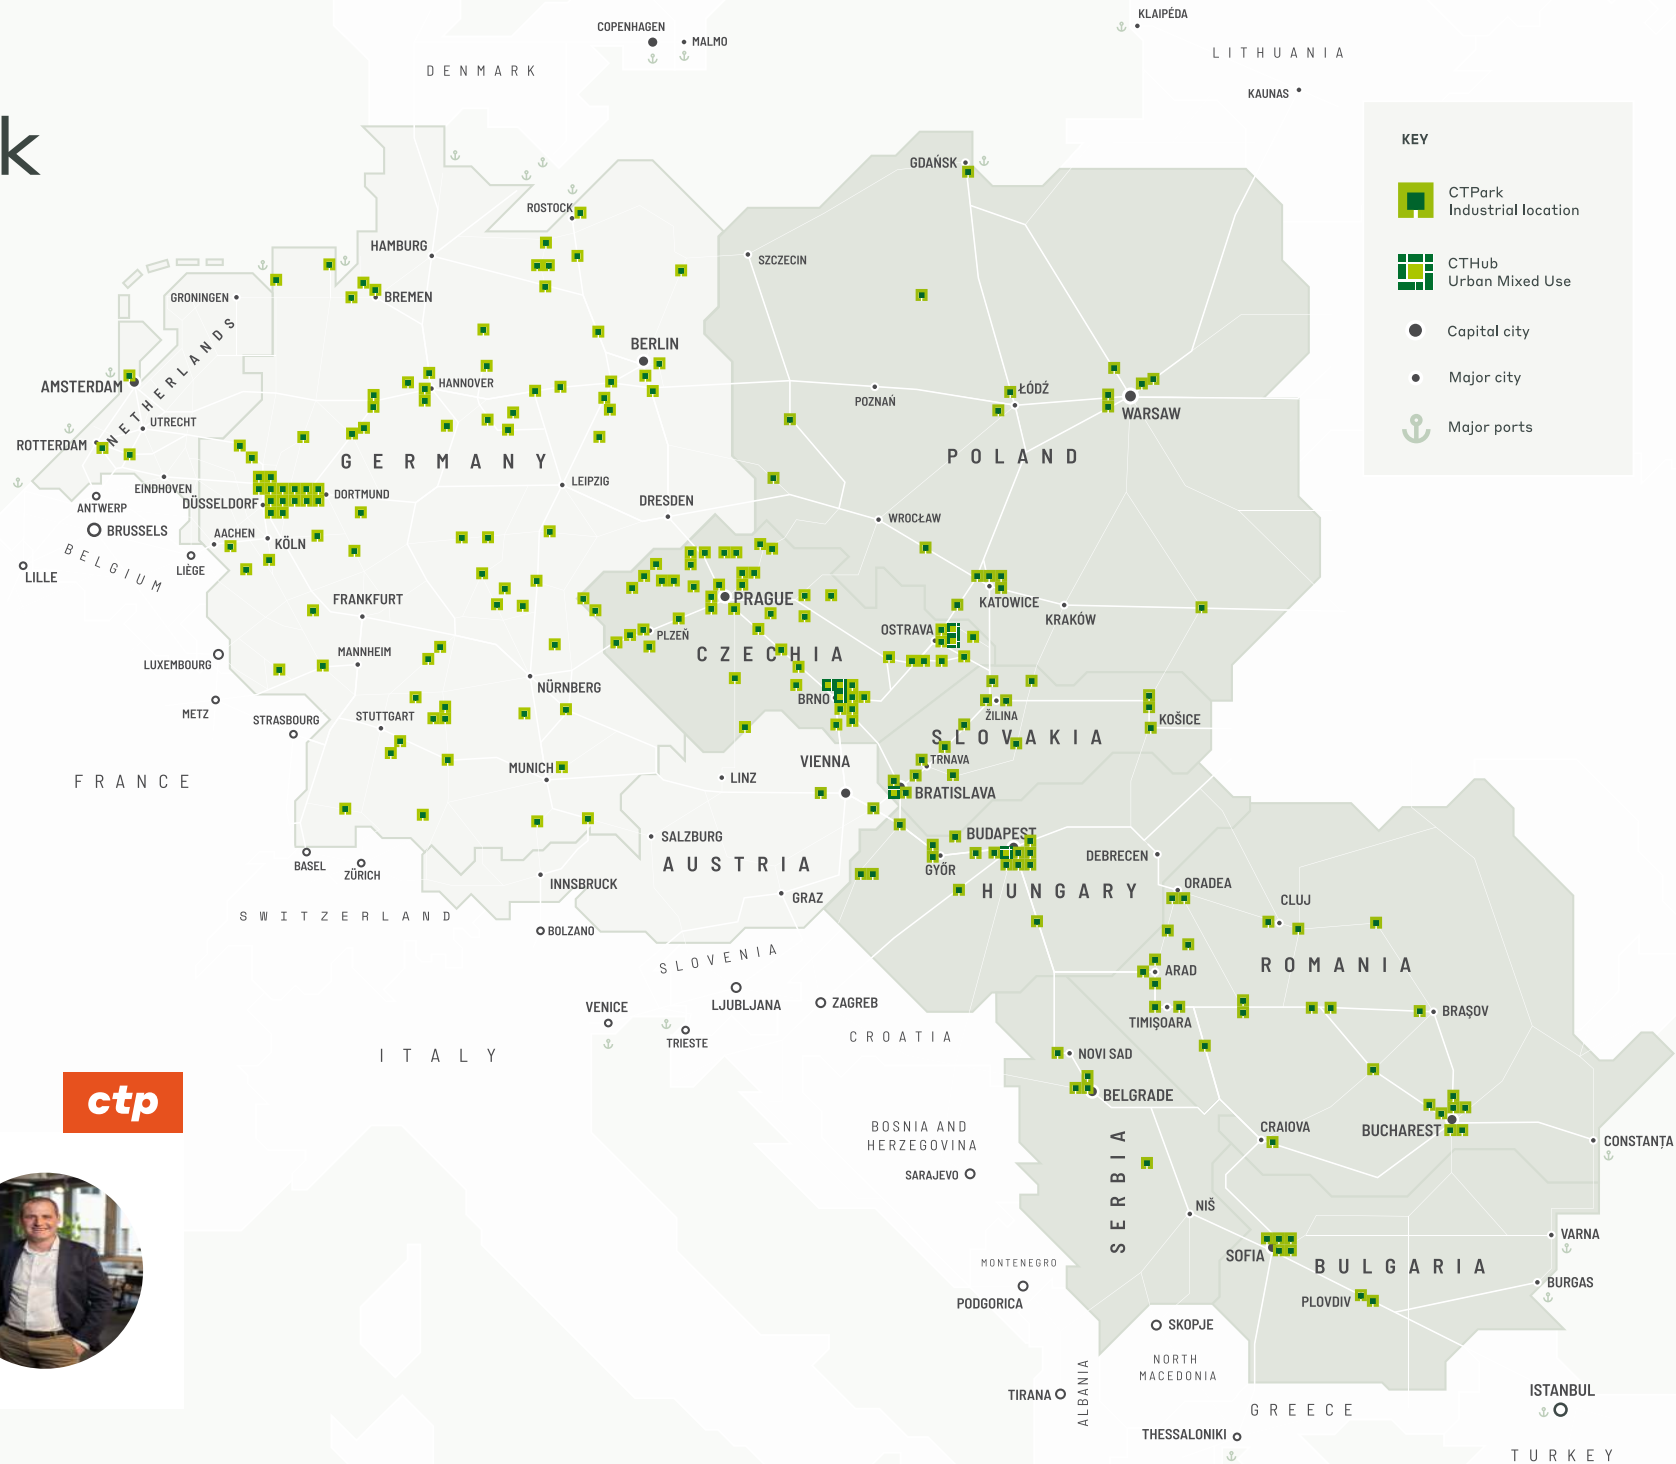 k
KEY
CTPark
Industrial location
CTHub
Urban Mixed Use
Capital city
Major city
Major ports
KLAIPÉDA
COPENHAGEN
MALMO
LITHUANIA
DENMARK
KAUNAS
GDAŃSK
ROSTOCK
HAMBURG
SZCZECIN
GRONINGEN
BREMEN
NETHERLANDS
BERLIN
AMSTERDAM
HANNOVER
ŁÓDŹ
POZNAŃ
WARSAW
UTRECHT
ROTTERDAM
GERMANY
POLAND
LEIPZIG
EINDHOVEN
DORTMUND
ANTWERP
DÜSSELDORF
DRESDEN
WROCŁAW
BRUSSELS
AACHEN
KÖLN
BELGIUM
LIÈGE
LILLE
FRANKFURT
PRAGUE
KATOWICE
KRAKÓW
OSTRAVA
PLZEŇ
CZECHIA
LUXEMBOURG
MANNHEIM
NÜRNBERG
BRNO
METZ
STRASBOURG
STUTTGART
ŽILINA
KOŠICE
SLOVAKIA
VIENNA
TRNAVA
MUNICH
LINZ
FRANCE
BRATISLAVA
SALZBURG
BUDAPEST
DEBRECEN
BASEL
ZÜRICH
AUSTRIA
GYŐR
INNSBRUCK
HUNGARY
ORADEA
GRAZ
CLUJ
SWITZERLAND
BOLZANO
SLOVENIA
ROMANIA
ARAD
VENICE
LJUBLJANA
ZAGREB
TIMIȘOARA
BRAȘOV
TRIESTE
CROATIA
ITALY
NOVI SAD
BELGRADE
ctp
BOSNIA AND
HERZEGOVINA
CRAIOVA
BUCHAREST
CONSTANȚA
SARAJEVO
SERBIA
NIŠ
VARNA
SOFIA
BULGARIA
MONTENEGRO
BURGAS
PODGORICA
PLOVDIV
SKOPJE
NORTH
MACEDONIA
TIRANA
ALBANIA
ISTANBUL
GREECE
THESSALONIKI
TURKEY